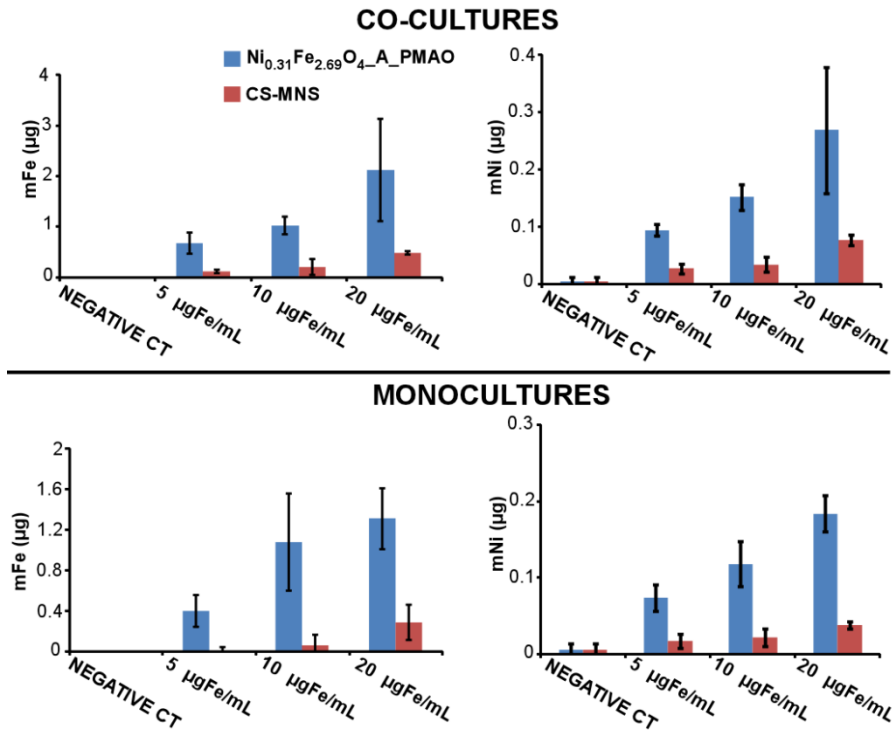 CO-CULTURES
Ni0.31Fe2.69O4_A_PMAO
CS-MNS
mFe (µg)
4
3
2
1
0
NEGATIVE CT
5 µgFe/mL
10 µgFe/mL
20 µgFe/mL
mNi (µg)
0.4
0.3
0.2
0.1
0
NEGATIVE CT
5 µgFe/mL
10 µgFe/mL
20 µgFe/mL
MONOCULTURES
mFe (µg)
2
1.6
1.2
0.8
0.4
0
NEGATIVE CT
5 µgFe/mL
10 µgFe/mL
20 µgFe/mL
mNi (µg)
0.3
0.2
0.1
0
NEGATIVE CT
5 µgFe/mL
10 µgFe/mL
20 µgFe/mL